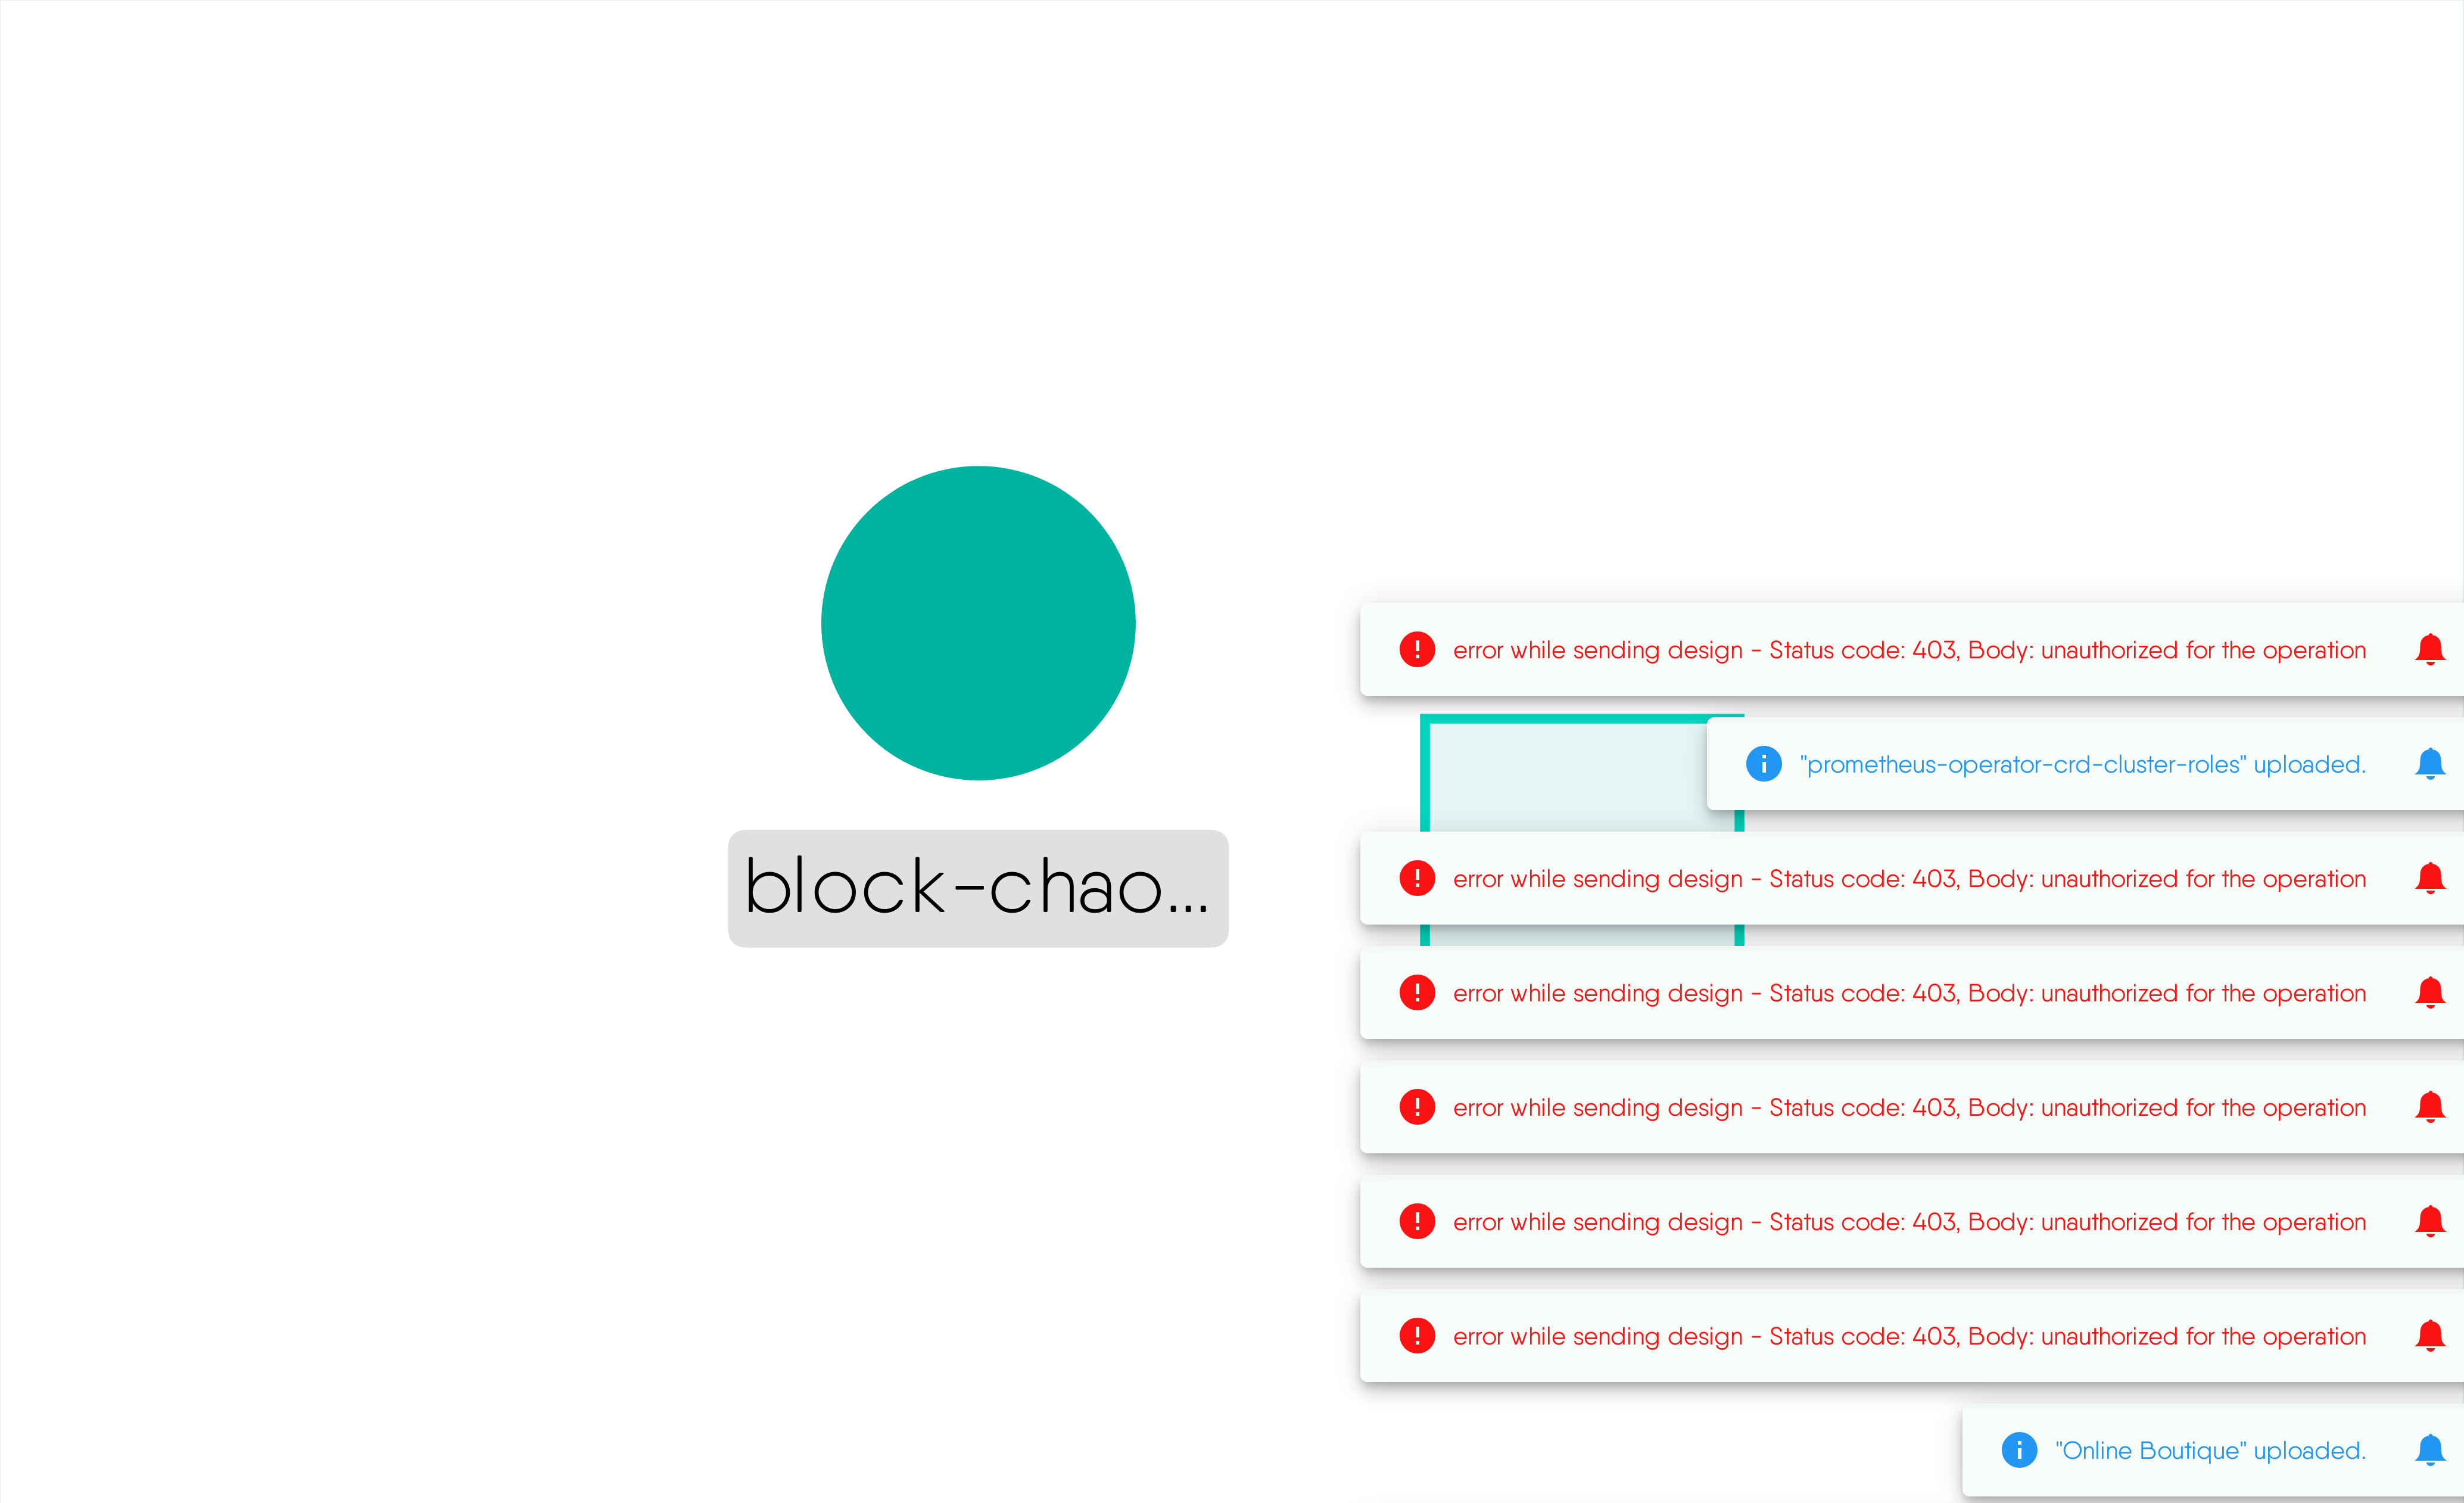 block-chao...
error while sending design - Status code: 403, Body: unauthorized for the operation
"prometheus-operator-crd-cluster-roles" uploaded.
error while sending design - Status code: 403, Body: unauthorized for the operation
error while sending design - Status code: 403, Body: unauthorized for the operation
error while sending design - Status code: 403, Body: unauthorized for the operation
error while sending design - Status code: 403, Body: unauthorized for the operation
error while sending design - Status code: 403, Body: unauthorized for the operation
"Online Boutique" uploaded.